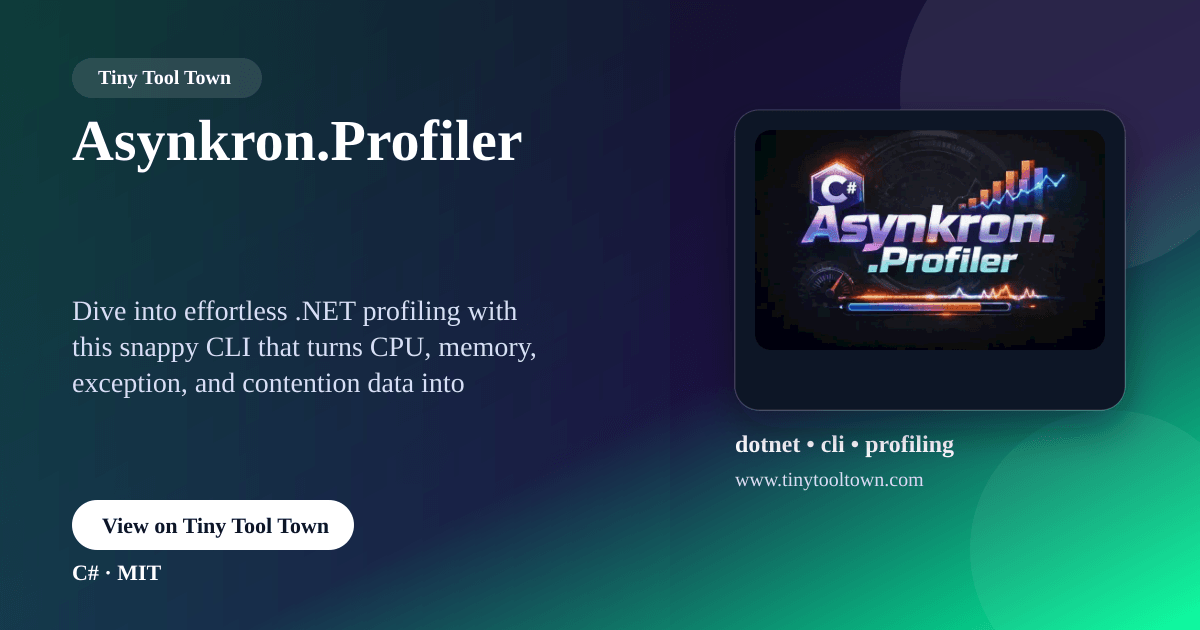 Tiny Tool Town
Asynkron.Profiler
Dive into effortless .NET profiling with
this snappy CLI that turns CPU, memory,
exception, and contention data into
View on Tiny Tool Town
C# · MIT
C#
Asynkron.
.Profiler
dotnet • cli • profiling
www.tinytooltown.com